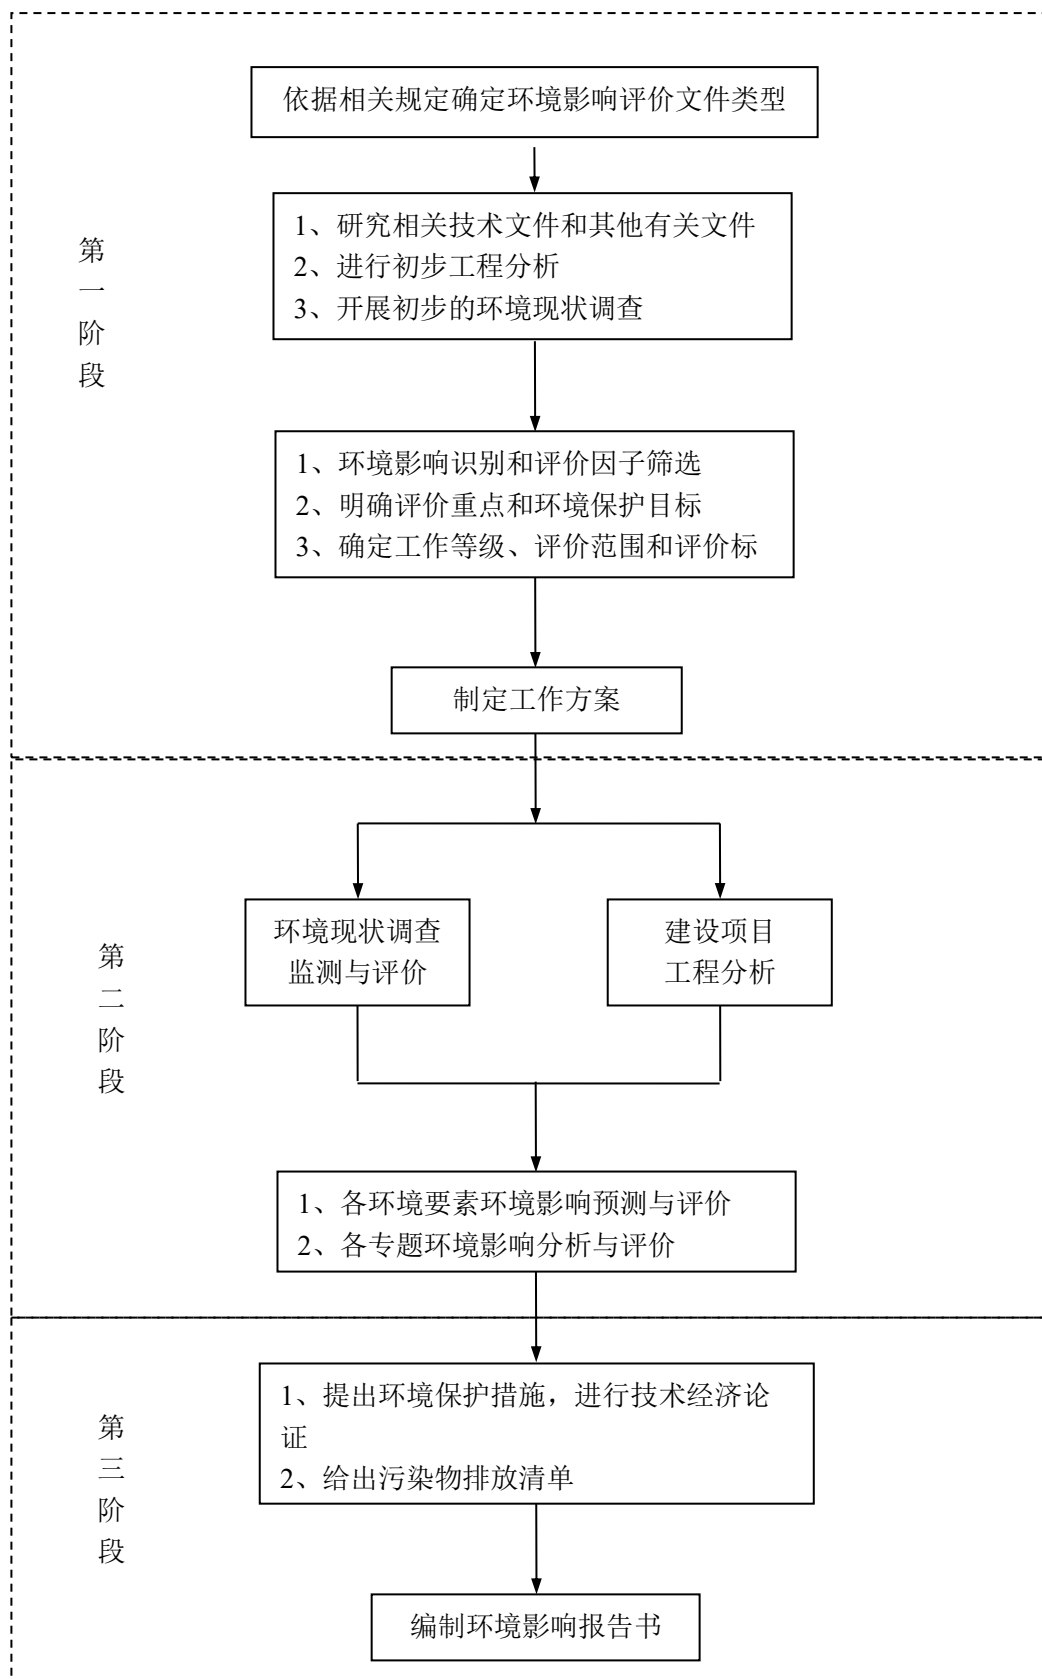 依据相关规定确定环境影响评价文件类型
第
一
阶
段
1、研究相关技术文件和其他有关文件
2、进行初步工程分析
3、开展初步的环境现状调查
1、环境影响识别和评价因子筛选
2、明确评价重点和环境保护目标
3、确定工作等级、评价范围和评价标
制定工作方案
第
二
阶
段
环境现状调查
监测与评价
建设项目
工程分析
1、各环境要素环境影响预测与评价
2、各专题环境影响分析与评价
第
三
阶
段
1、提出环境保护措施，进行技术经济论
证
2、给出污染物排放清单
编制环境影响报告书